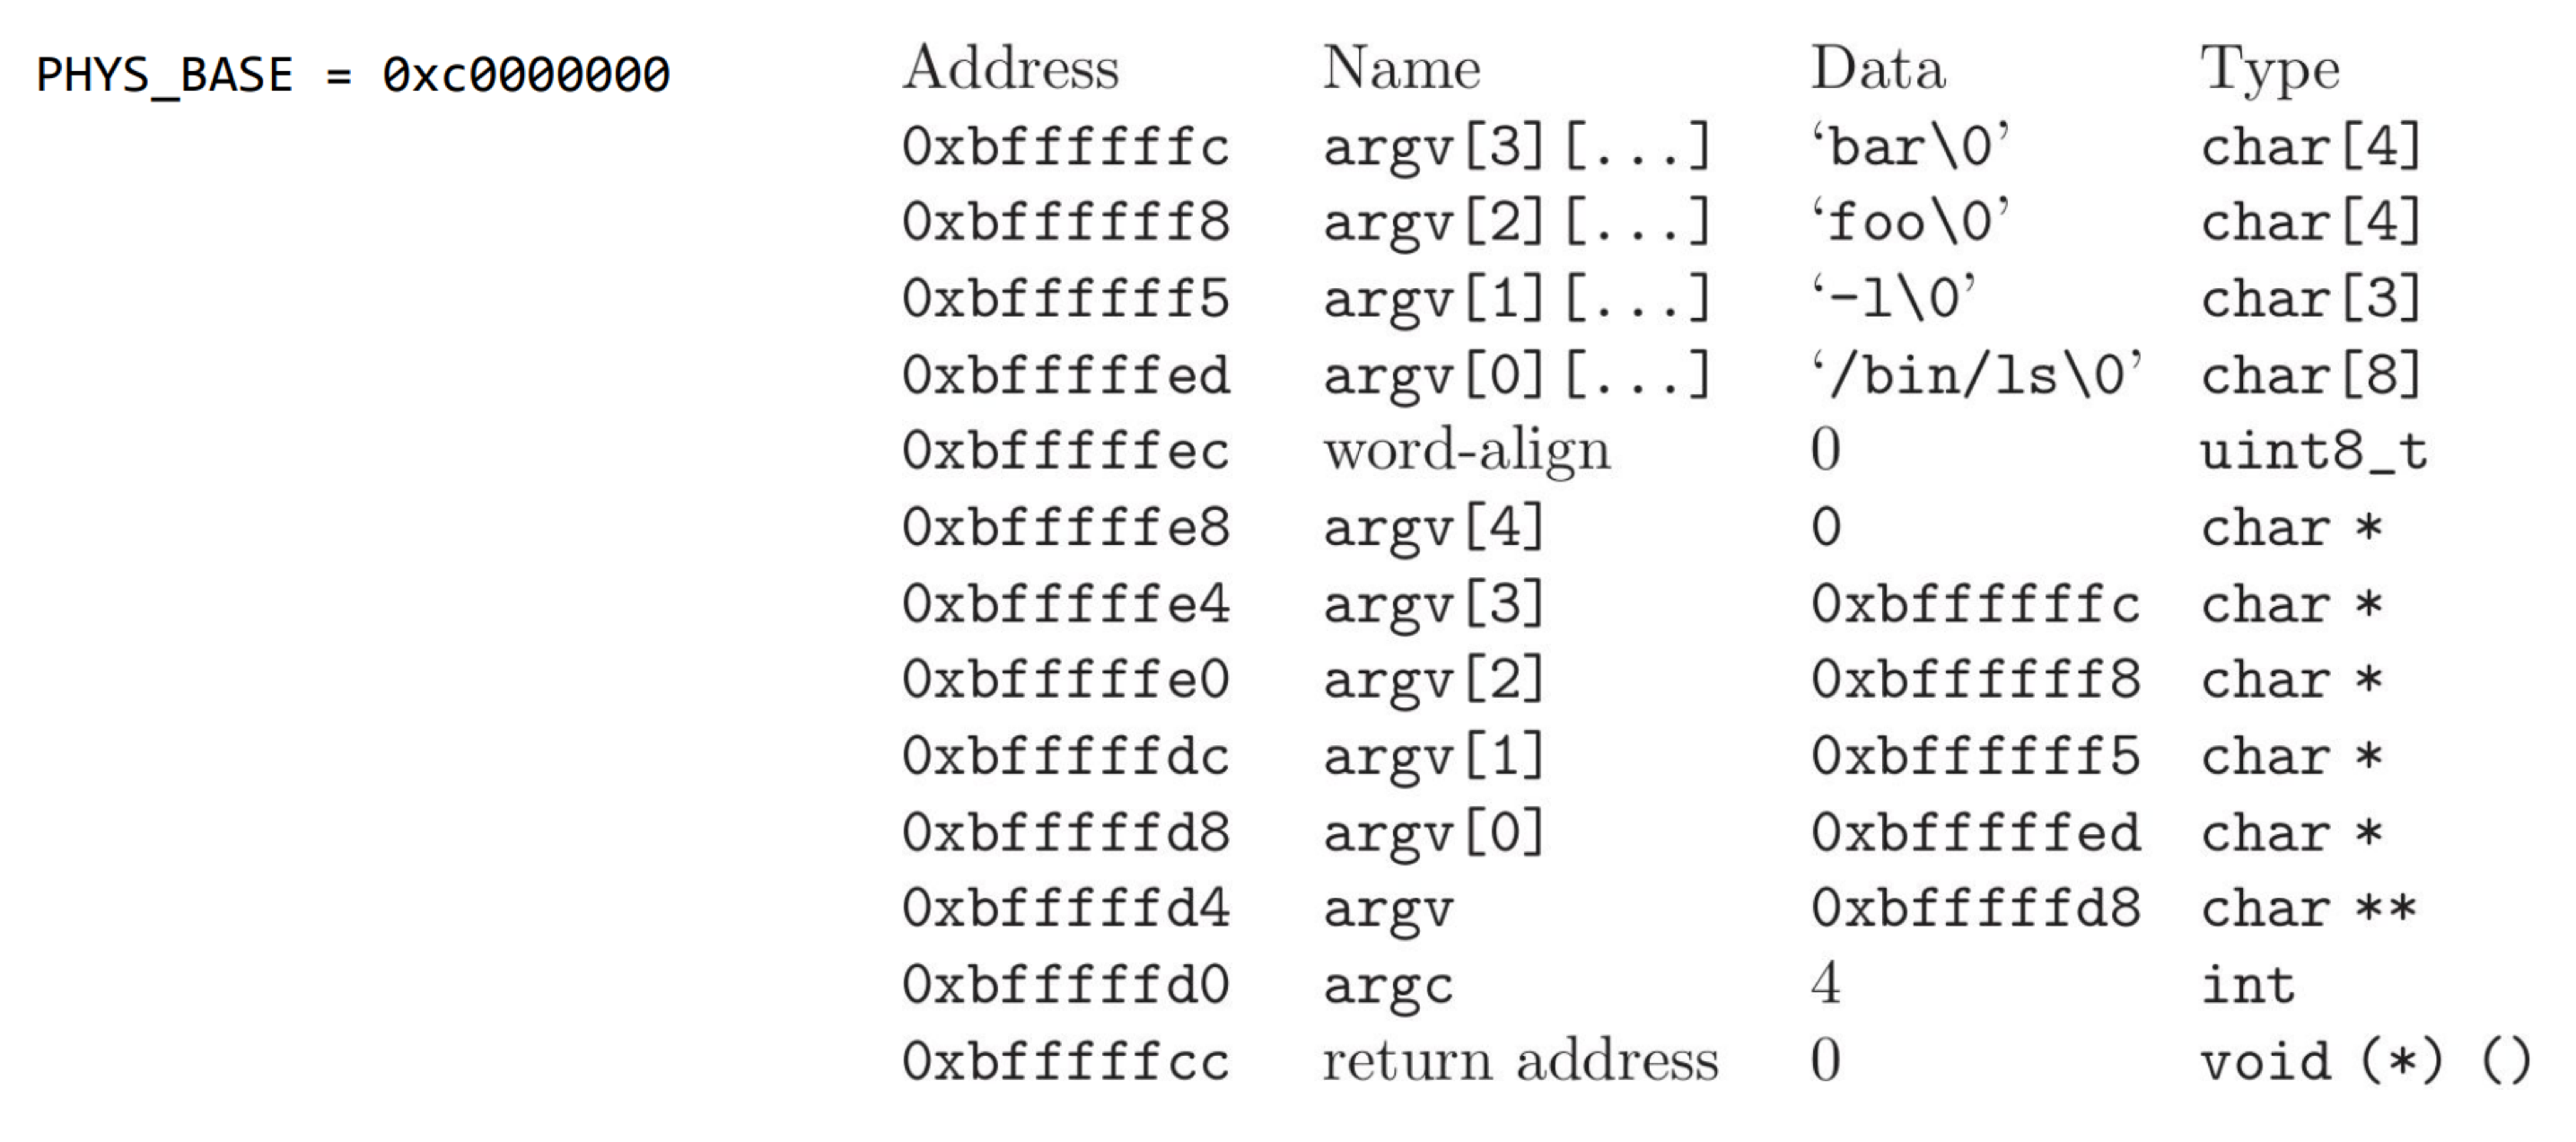 PHYS_BASE = 0xc0000000
Address Name Data Type
0xbffffffc argv[3][...] ‘bar\0’ char[4]
0xbffffff8 argv[2][...] ‘foo\0’ char[4]
0xbffffff5 argv[1][...] ‘-l\0’ char[3]
0xbfffffed argv[0][...] ‘/bin/ls\0’ char[8]
0xbfffffec word-align 0 uint8_t
0xbfffffe8 argv[4] 0 char *
0xbfffffe4 argv[3] 0xbffffffc char *
0xbfffffe0 argv[2] 0xbffffff8 char *
0xbfffffdc argv[1] 0xbffffff5 char *
0xbfffffd8 argv[0] 0xbfffffed char *
0xbfffffd4 argv 0xbfffffd8 char **
0xbfffffd0 argc 4 int
0xbfffffcc return address 0 void (*) ()